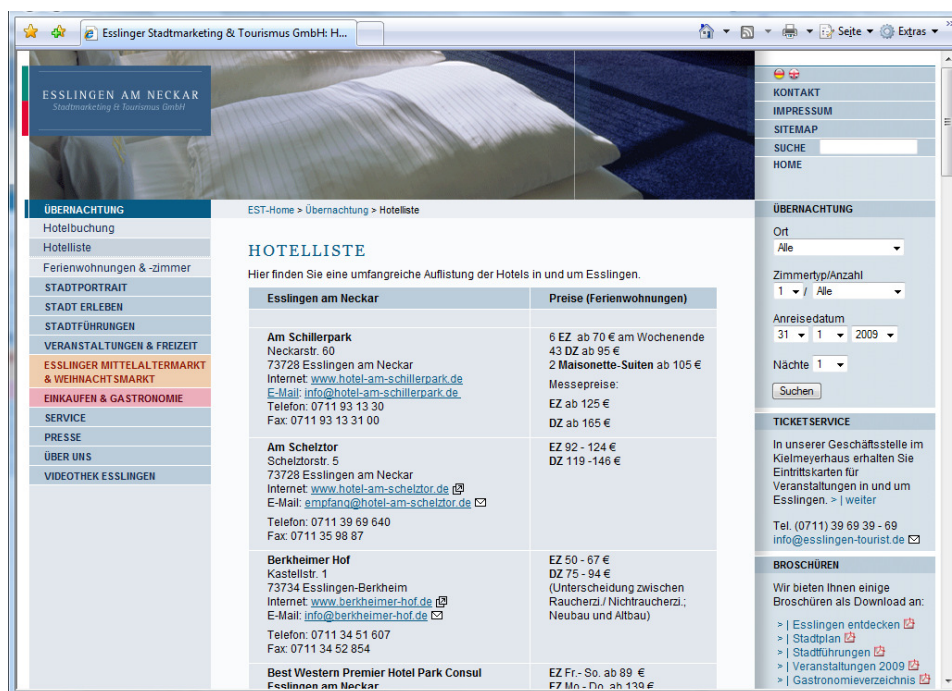 Esslinger Stadtmarketing & Tourismus GmbH: H...
Seite
Extras
ESSLINGEN AM NECKAR
Stadtmarketing & Tourismus GmbH
KONTAKT
IMPRESSUM
SITEMAP
SUCHE
HOME
ÜBERNACHTUNG
Hotelbuchung
Hotelliste
Ferienwohnungen & -zimmer
STADTPORTRAIT
STADT ERLEBEN
STADTFÜHRUNGEN
VERANSTALTUNGEN & FREIZEIT
ESSLINGER MITTELALTERMARKT
& WEIHNACHTSMARKT
EINKAUFEN & GASTRONOMIE
SERVICE
PRESSE
ÜBER UNS
VIDEOTHEK ESSLINGEN
EST-Home > Übernachtung > Hotelliste
HOTELLISTE
Hier finden Sie eine umfangreiche Auflistung der Hotels in und um Esslingen.
Esslingen am Neckar
Preise (Ferienwohnungen)
Am Schillerpark
Neckarstr. 60
73728 Esslingen am Neckar
Internet: www.hotel-am-schillerpark.de
E-Mail: info@hotel-am-schillerpark.de
Telefon: 0711 93 13 30
Fax: 0711 93 13 31 00
6 EZ ab 70 € am Wochenende
43 DZ ab 95 €
2 Maisonette-Suiten ab 105 €
Messepreise:
EZ ab 125 €
DZ ab 165 €
Am Schelztor
Schelztorstr. 5
73728 Esslingen am Neckar
Internet: www.hotel-am-schelztor.de
E-Mail: empfang@hotel-am-schelztor.de
Telefon: 0711 39 69 640
Fax: 0711 35 98 87
EZ 92 - 124 €
DZ 119 -146 €
Berkheimer Hof
Kastellstr. 1
73734 Esslingen-Berkheim
Internet: www.berkheimer-hof.de
E-Mail: info@berkheimer-hof.de
Telefon: 0711 34 51 607
Fax: 0711 34 52 854
EZ 50 - 67 €
DZ 75 - 94 €
(Unterscheidung zwischen
Raucherzi./ Nichtraucherzi.;
Neubau und Altbau)
Best Western Premier Hotel Park Consul
Esslingen am Neckar
EZ Fr.- So. ab 89 €
EZ Mo.- Do. ab 139 €
ÜBERNACHTUNG
Ort
Alle
Zimmertyp/Anzahl
1 / Alle
Anreisedatum
31 1 2009
Nächte 1
Suchen
TICKETSERVICE
In unserer Geschäftsstelle im
Kielmeyerhaus erhalten Sie
Eintrittskarten für
Veranstaltungen in und um
Esslingen. > | weiter
Tel. (0711) 39 69 39 - 69
info@esslingen-tourist.de
BROSCHÜREN
Wir bieten Ihnen einige
Broschüren als Download an:
> | Esslingen entdecken
> | Stadtplan
> | Stadtführungen
> | Veranstaltungen 2009
> | Gastronomieverzeichnis